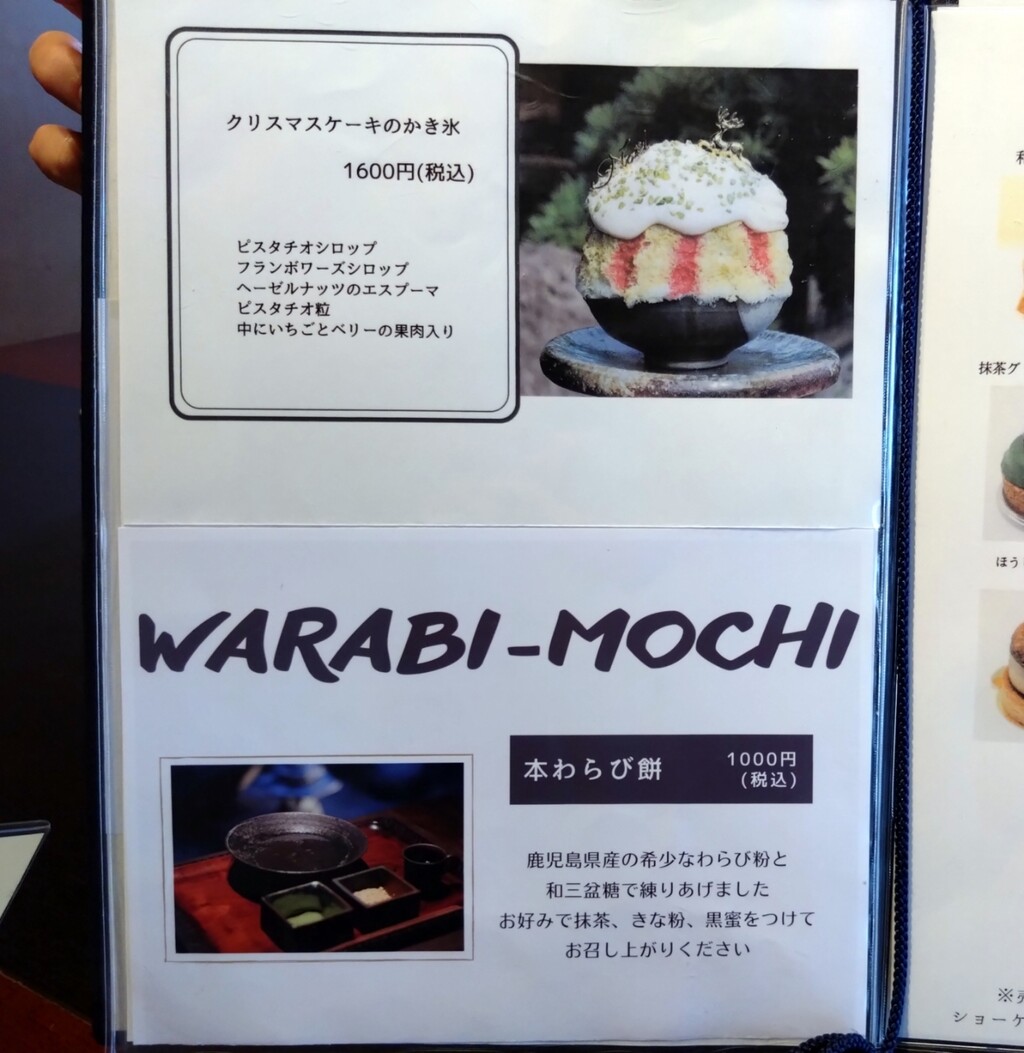 クリスマスケーキのかき氷
1600円(税込)
ピスタチオシロップ
フランボワーズシロップ
ヘーゼルナッツのエスプーマ
ピスタチオ粒
中にいちごとベリーの果肉入り
WARABI-MOCHI
本わらび餅
1000円
(税込)
鹿児島県産の希少なわらび粉と
和三盆糖で練りあげました
お好みで抹茶、きな粉、黒蜜をつけて
お召し上がりください
抹茶グ
ほう
※
ショーケ